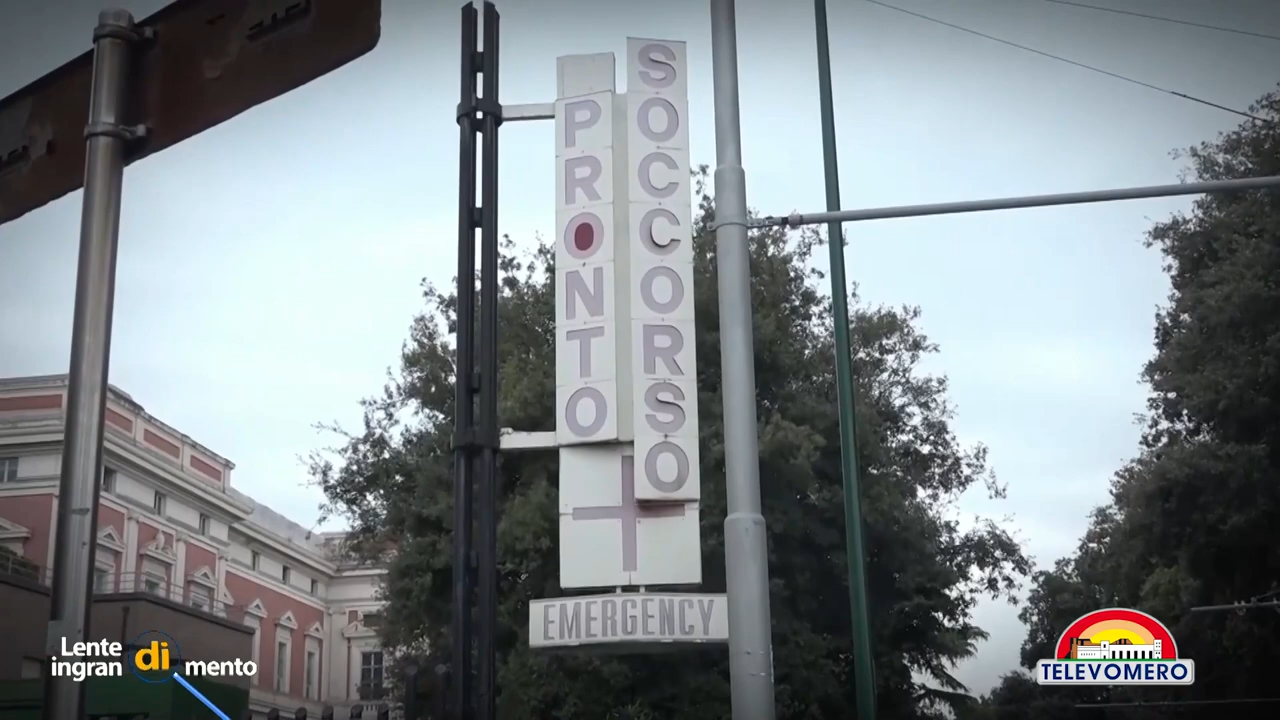 PRONTO
SOCCORSO
EMERGENCY
Lente
di
ingran mento
TELEVOMERO